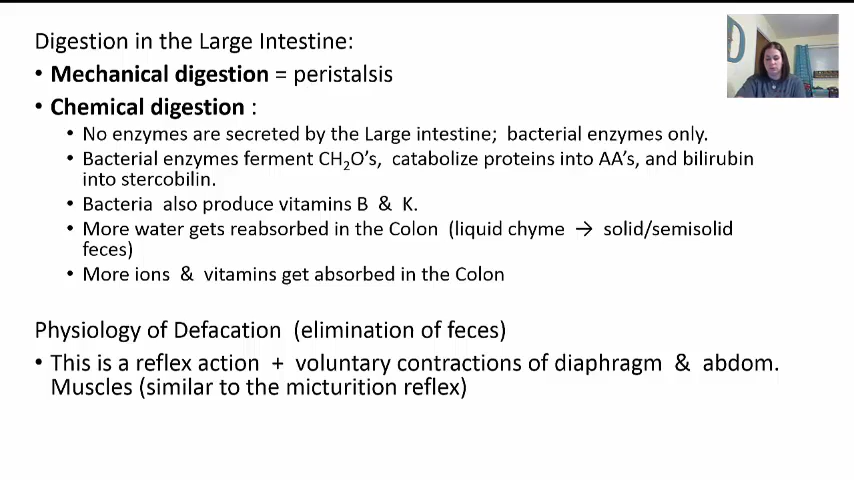 Digestion in the Large Intestine:
• Mechanical digestion = peristalsis
• Chemical digestion :
• No enzymes are secreted by the Large intestine; bacterial enzymes only.
• Bacterial enzymes ferment CH₂O's, catabolize proteins into AA's, and bilirubin
into stercobilin.
• Bacteria also produce vitamins B & K.
• More water gets reabsorbed in the Colon (liquid chyme → solid/semisolid
feces)
• More ions & vitamins get absorbed in the Colon
Physiology of Defacation (elimination of feces)
• This is a reflex action + voluntary contractions of diaphragm & abdom.
Muscles (similar to the micturition reflex)